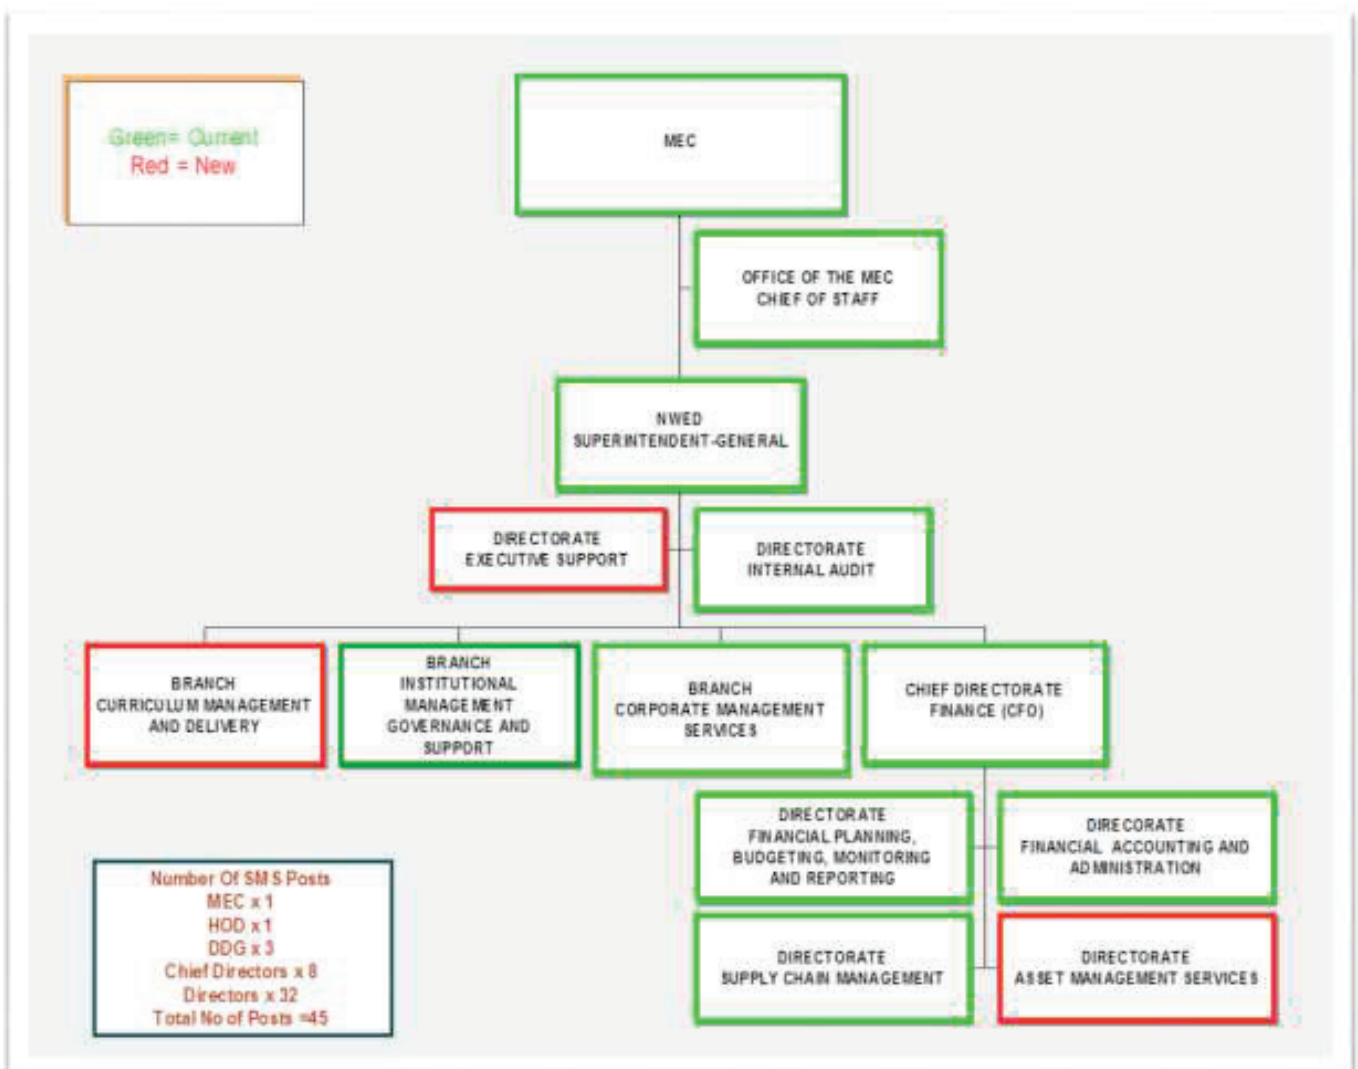 Green= Current
Red = New
MEC
OFFICE OF THE MEC
CHIEF OF STAFF
NWED
SUPERINTENDENT-GENERAL
DIRECTORATE
EXECUTIVE SUPPORT
DIRECTORATE
INTERNAL AUDIT
BRANCH
CURRICULUM MANAGEMENT
AND DELIVERY
BRANCH
INSTITUTIONAL
MANAGEMENT
GOVERNANCE AND
SUPPORT
BRANCH
CORPORATE MANAGEMENT
SERVICES
CHIEF DIRECTORATE
FINANCE (CFO)
DIRECTORATE
FINANCIAL PLANNING,
BUDGETING, MONITORING
AND REPORTING
DIRECORATE
FINANCIAL ACCOUNTING AND
ADMINISTRATION
DIRECTORATE
SUPPLY CHAIN MANAGEMENT
DIRECTORATE
ASSET MANAGEMENT SERVICES
Number Of SMS Posts
MEC x 1
HOD x 1
DDG x 3
Chief Directors x 8
Directors x 32
Total No of Posts =45